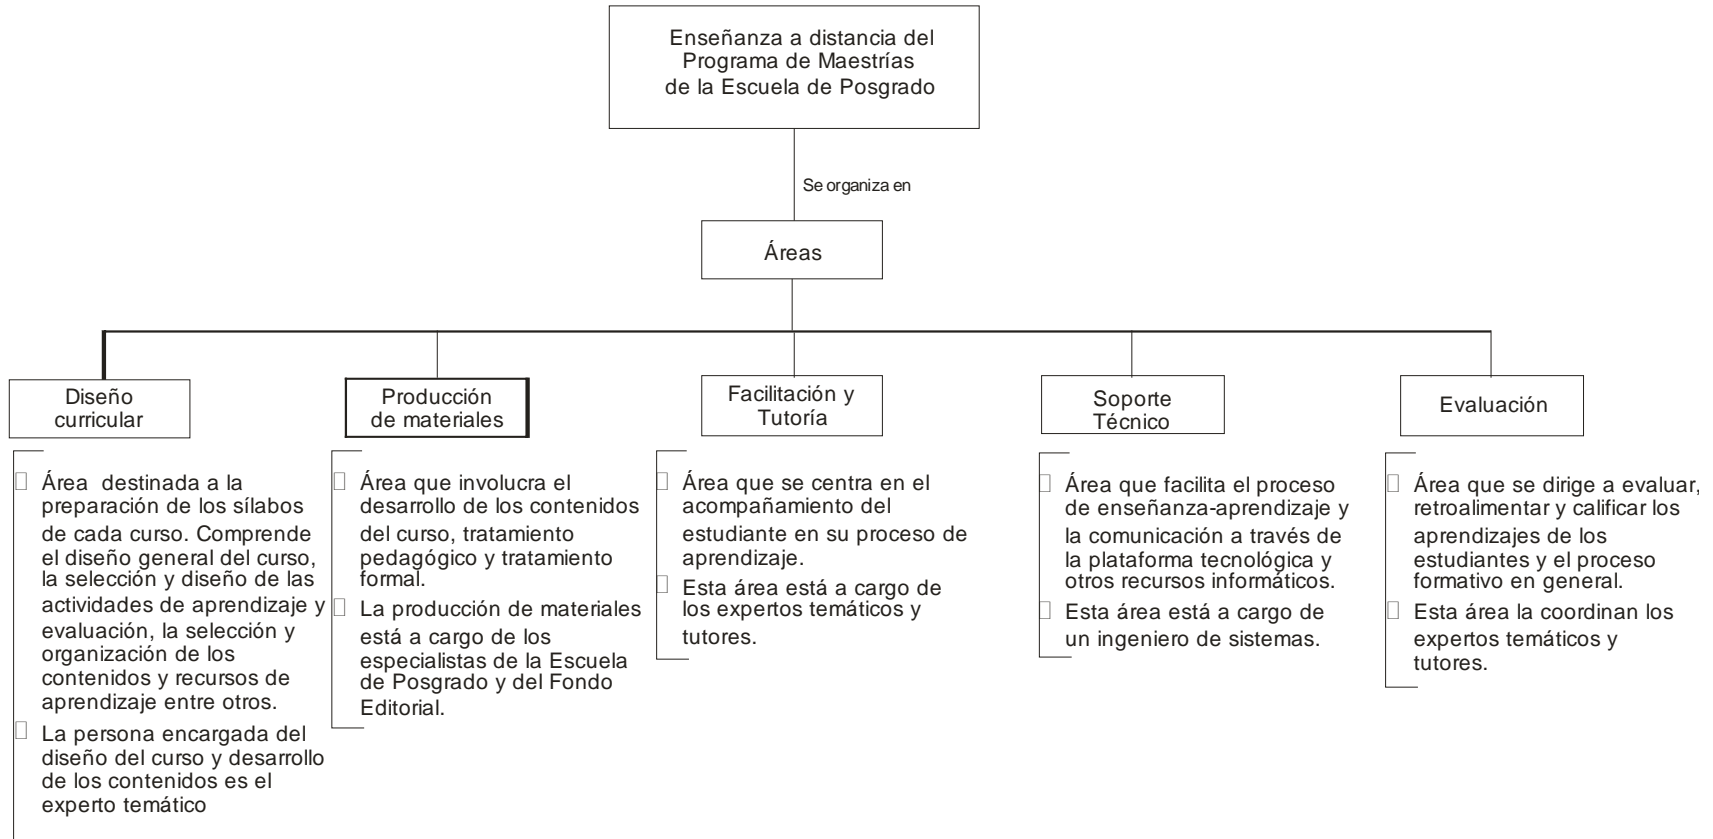 Enseñanza a distancia del
Programa de Maestrías
de la Escuela de Posgrado
Se organiza en
Áreas
Diseño
curricular
Producción
de materiales
Facilitación y
Tutoría
Soporte
Técnico
Evaluación
Área destinada a la
preparación de los sílabos
de cada curso. Comprende
el diseño general del curso,
la selección y diseño de las
actividades de aprendizaje y
evaluación, la selección y
organización de los
contenidos y recursos de
aprendizaje entre otros.
La persona encargada del
diseño del curso y desarrollo
de los contenidos es el
experto temático
Área que involucra el
desarrollo de los contenidos
del curso, tratamiento
pedagógico y tratamiento
formal.
La producción de materiales
está a cargo de los
especialistas de la Escuela
de Posgrado y del Fondo
Editorial.
Área que se centra en el
acompañamiento del
estudiante en su proceso de
aprendizaje.
Esta área está a cargo de
los expertos temáticos y
tutores.
Área que facilita el proceso
de enseñanza-aprendizaje y
la comunicación a través de
la plataforma tecnológica y
otros recursos informáticos.
Esta área está a cargo de
un ingeniero de sistemas.
Área que se dirige a evaluar,
retroalimentar y calificar los
aprendizajes de los
estudiantes y el proceso
formativo en general.
Esta área la coordinan los
expertos temáticos y
tutores.